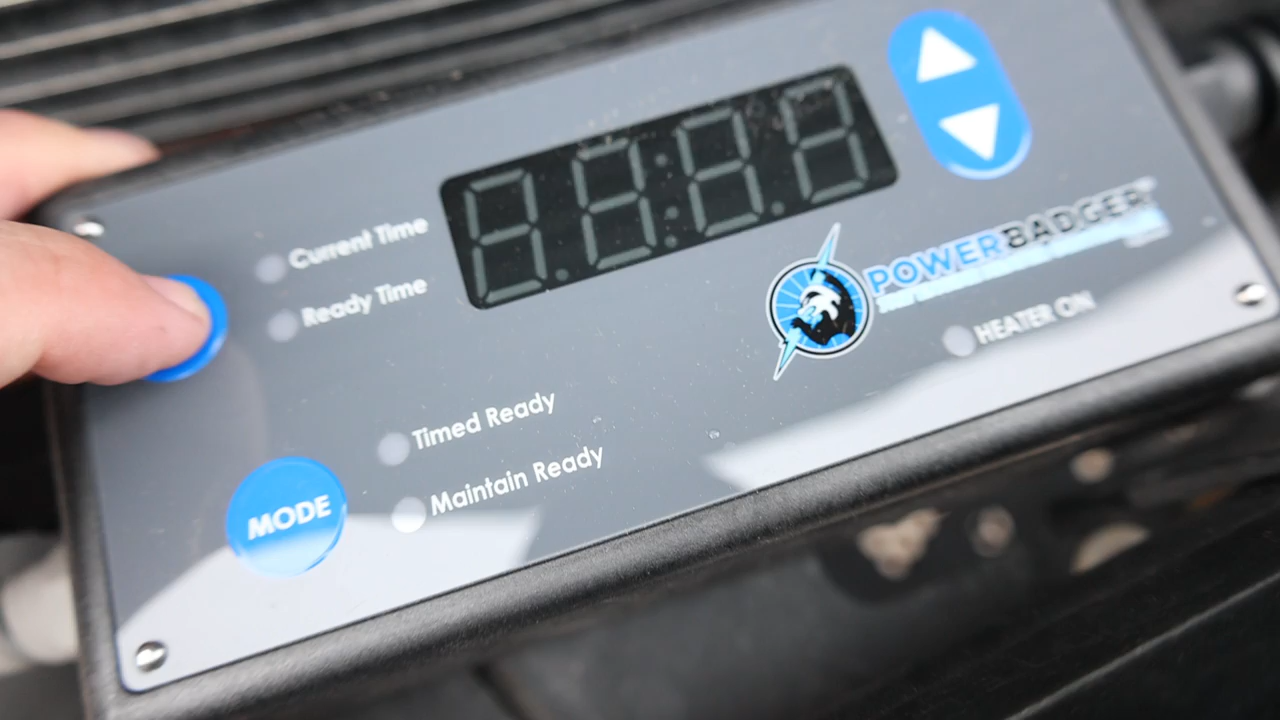 Current Time
Ready Time
POWERBADGER
HEATER ON
Timed Ready
Maintain Ready
MODE